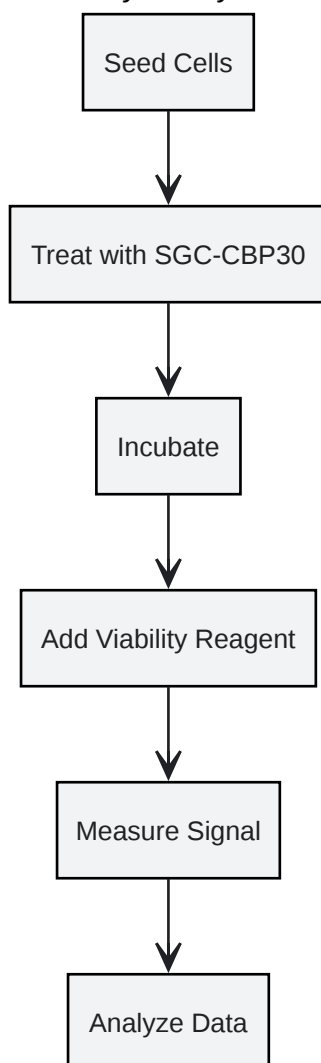 Seed Cells
Treat with SGC-CBP30
Incubate
Add Viability Reagent
Measure Signal
Analyze Data